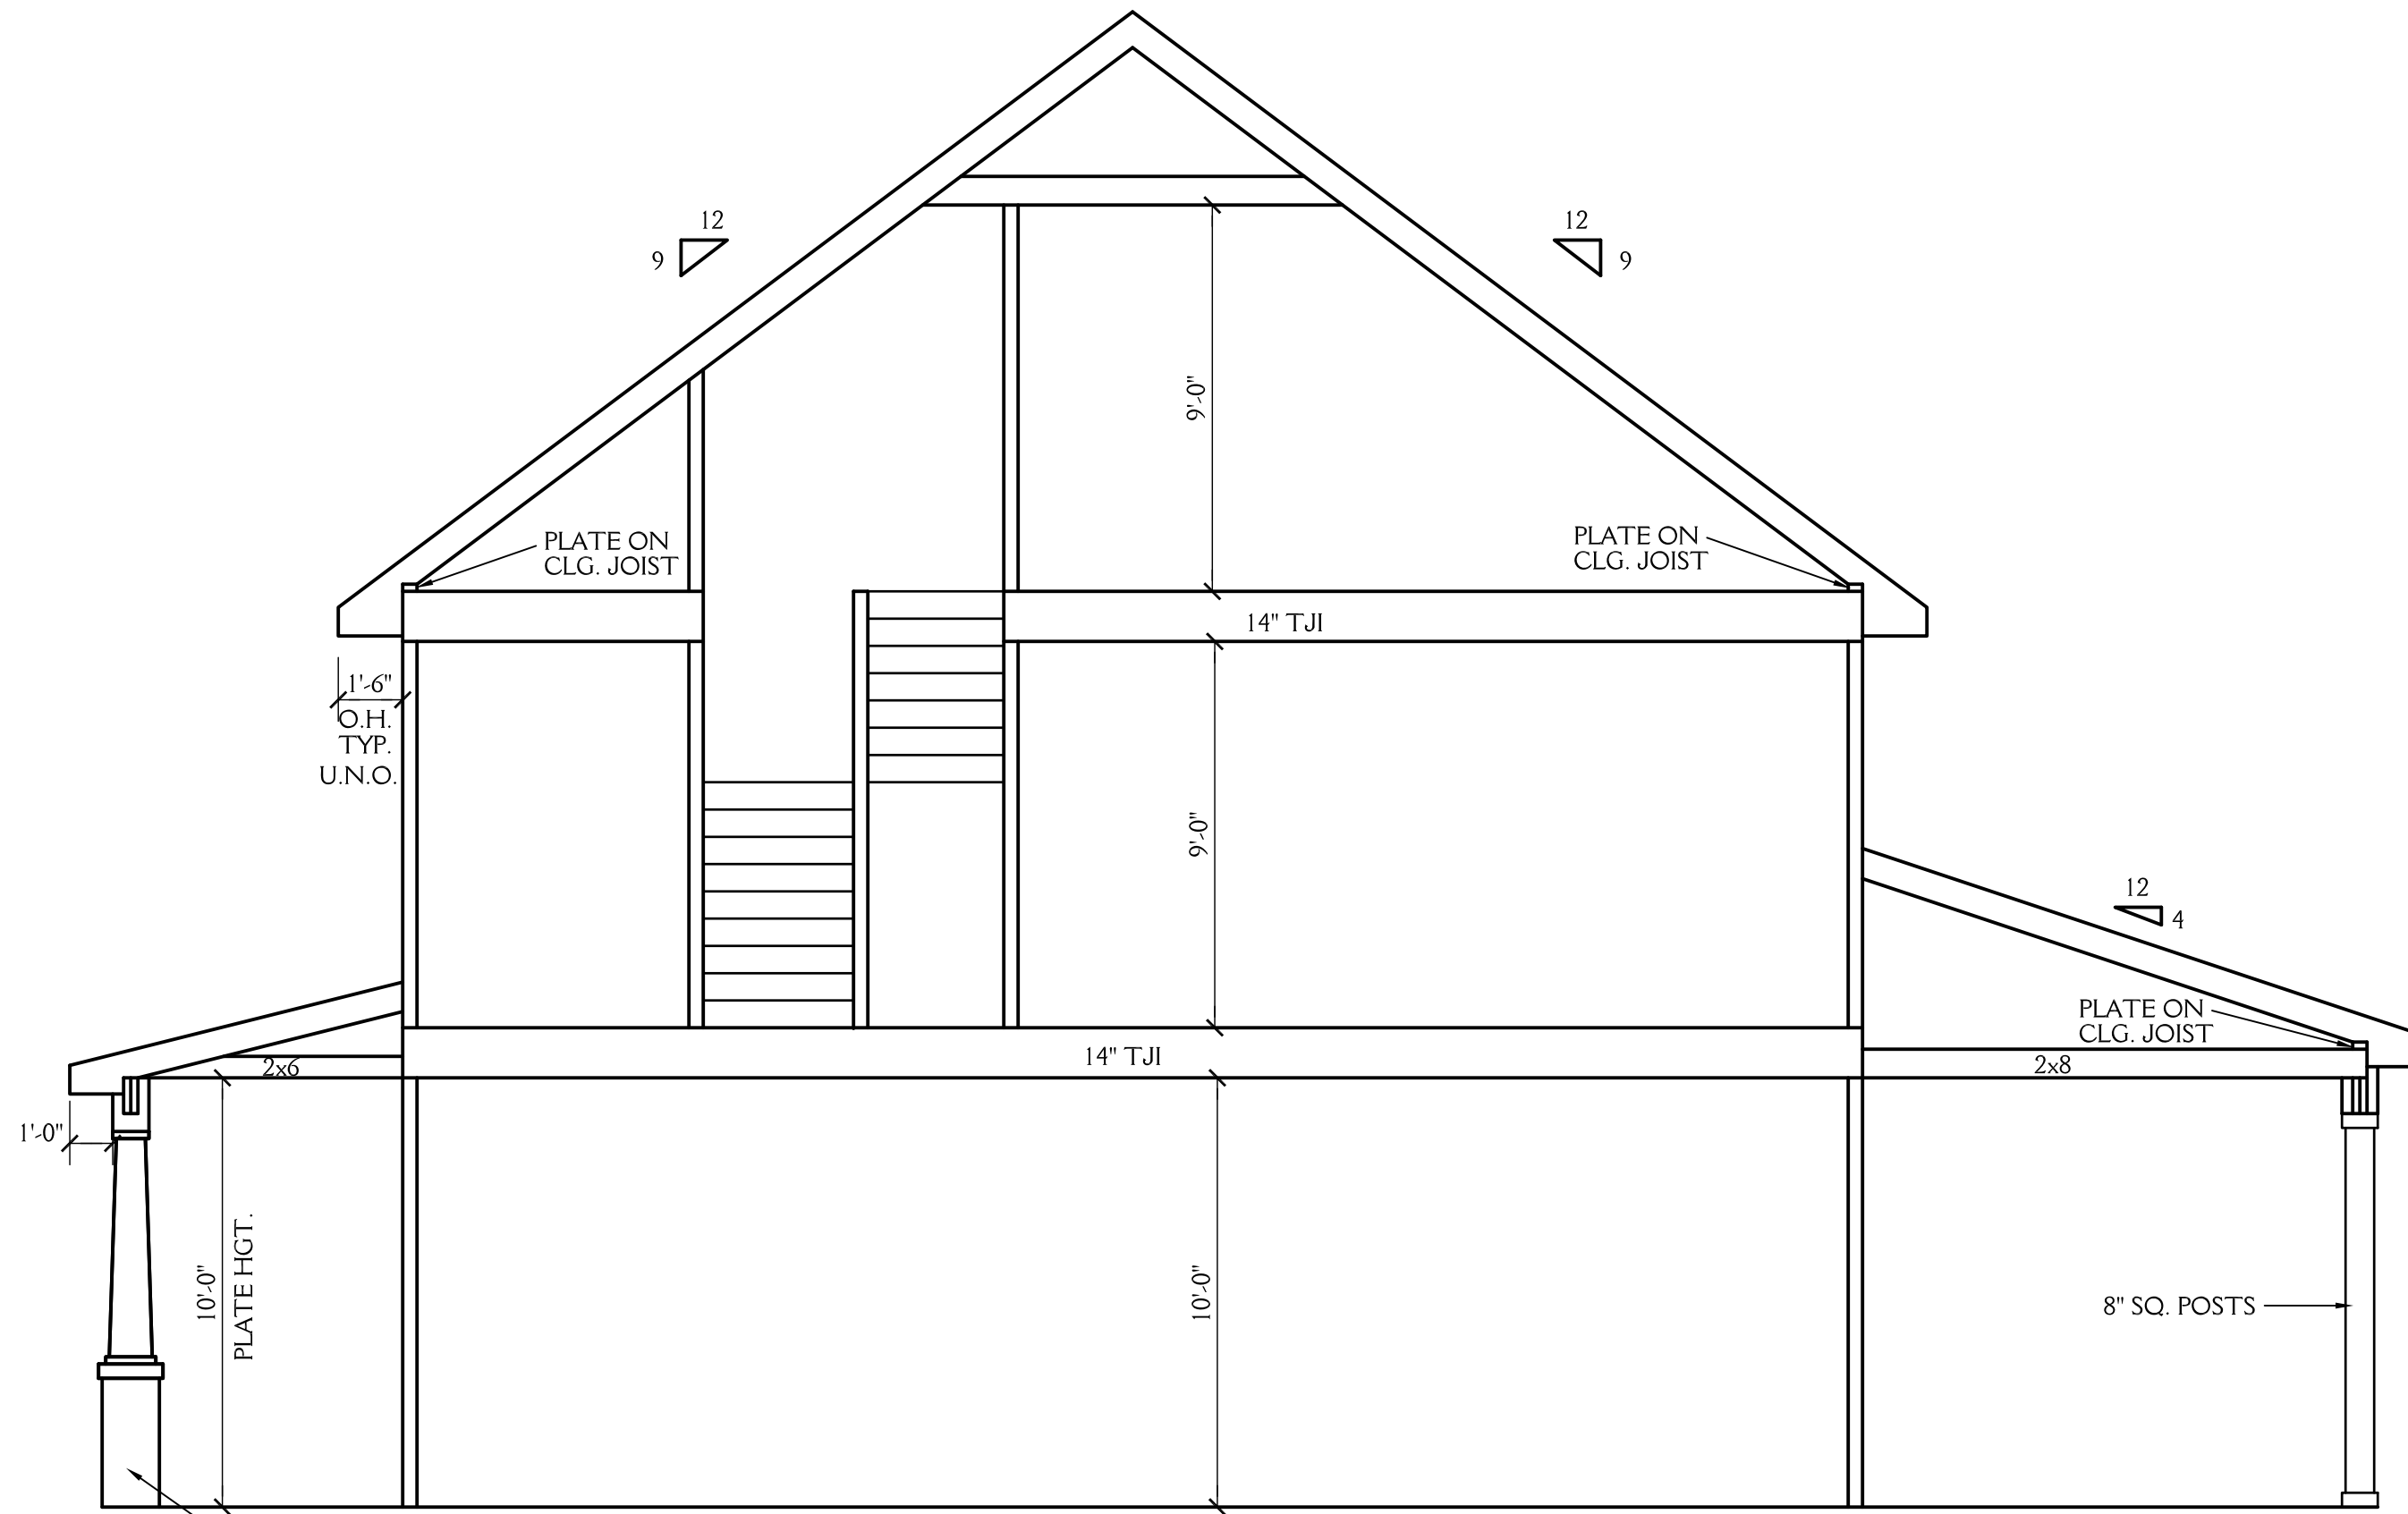 12
9
12
9
9'-0"
PLATE ON
CLG. JOIST
PLATE ON
CLG. JOIST
14" TJI
1'-6"
O.H.
TYP.
U.N.O.
9'-0"
12
4
PLATE ON
CLG. JOIST
2x6
14" TJI
2x8
1'-0"
10'-0"
PLATE HGT.
10'-0"
8" SQ. POSTS